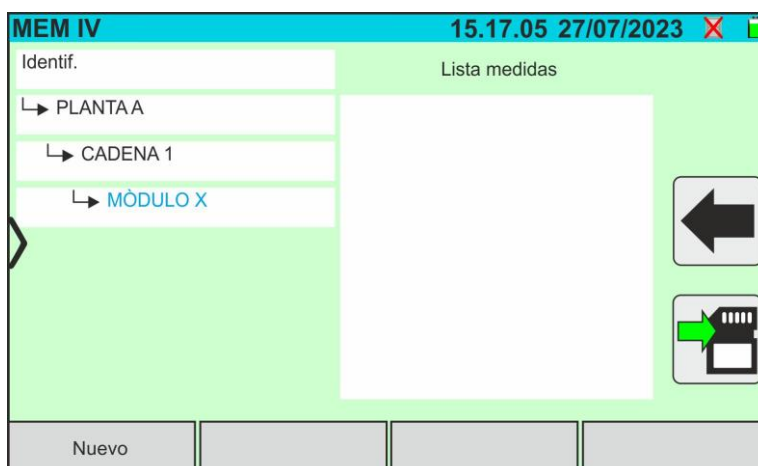 MEM IV 15.17.05 27/07/2023
Identif.
Lista medidas
PLANTA A
CADENA 1
MÒDULO X
Nuevo